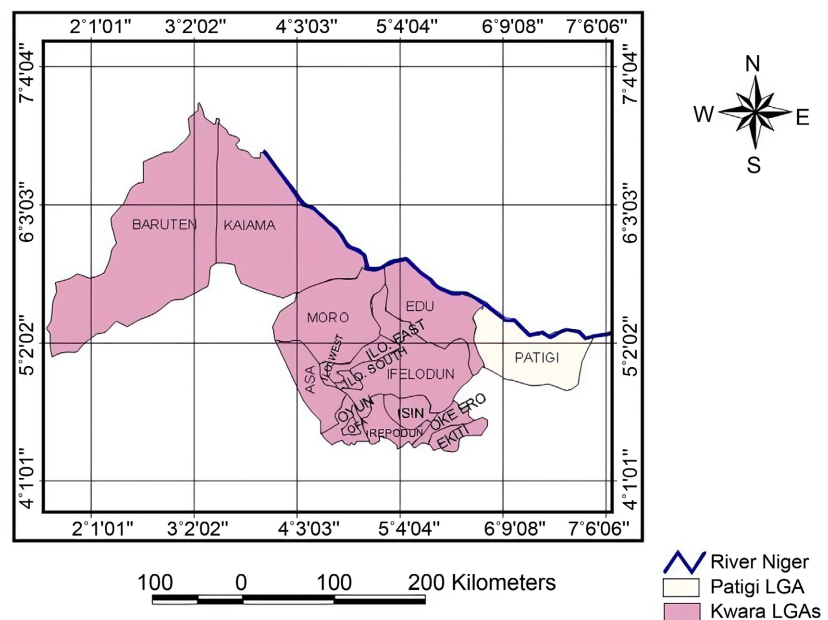 2°1'01" 3°2'02" 4°3'03" 5°4'04" 6°9'08" 7°6'06"
7°4'04" 7°4'04"
N
W E
S
6°3'03" 6°3'03"
BARUTEN KAIAMA
EDU
MORO
5°2'02" 5°2'02"
ILO. EAST
ILO. WEST
PATIGI
ILO. SOUTH
ASA
IFELODUN
OYUN
ISIN
OKE ERO
OFA
IREPODUN
EKITI
4°1'01" 4°1'01"
2°1'01" 3°2'02" 4°3'03" 5°4'04" 6°9'08" 7°6'06"
100 0 100 200 Kilometers
River Niger
Patigi LGA
Kwara LGAs